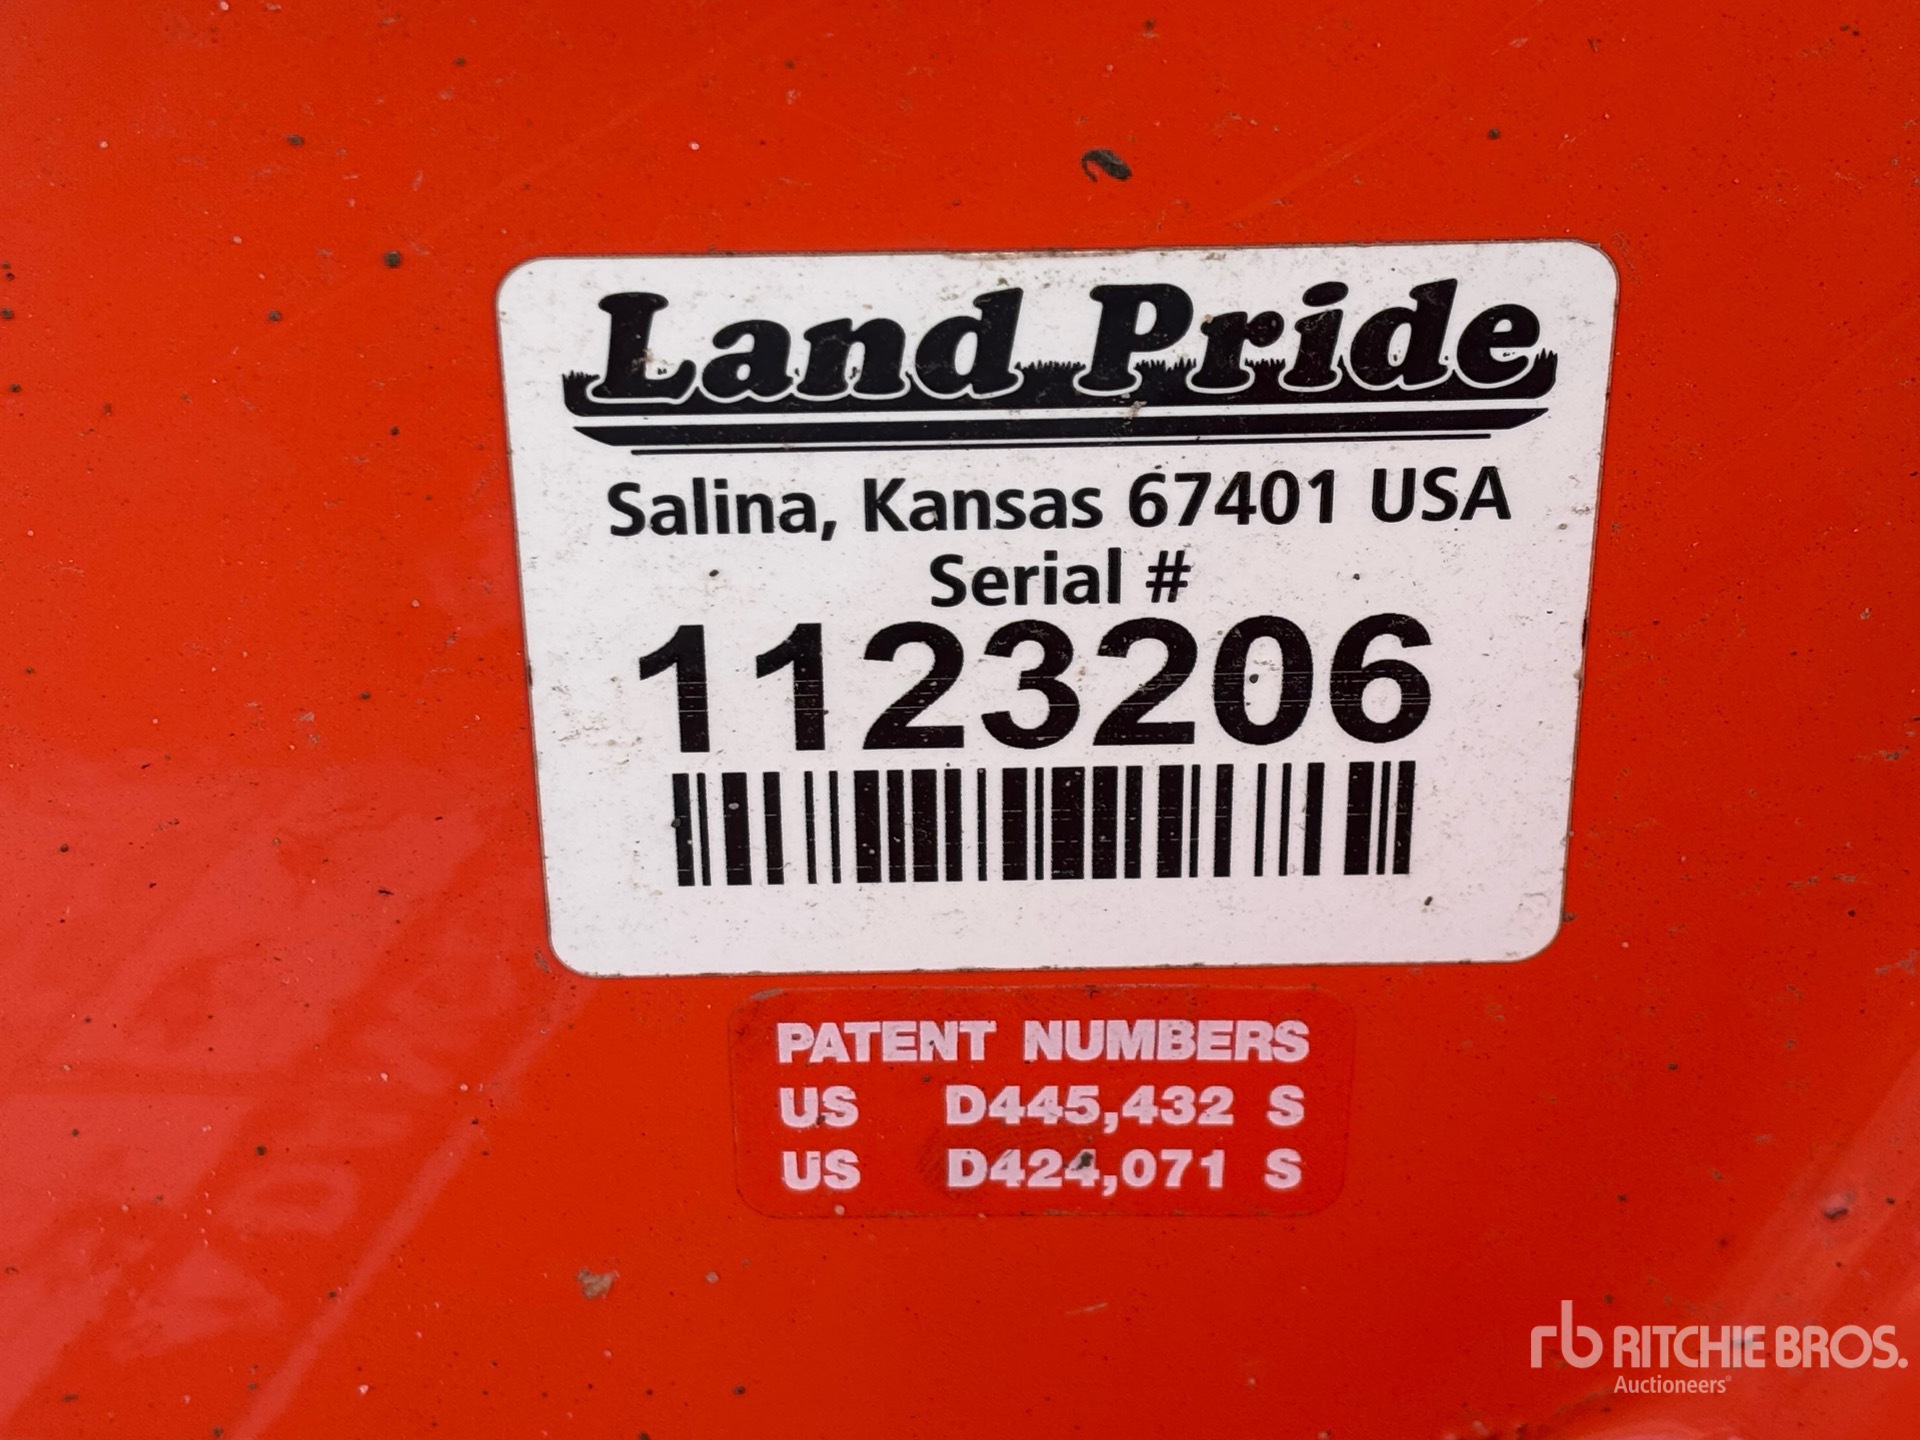 Land Pride
Salina, Kansas 67401 USA
Serial #
1123206
PATENT NUMBERS
US D445,432 S
US D424,071 S
rb RITCHIE BROS.
Auctioneers®